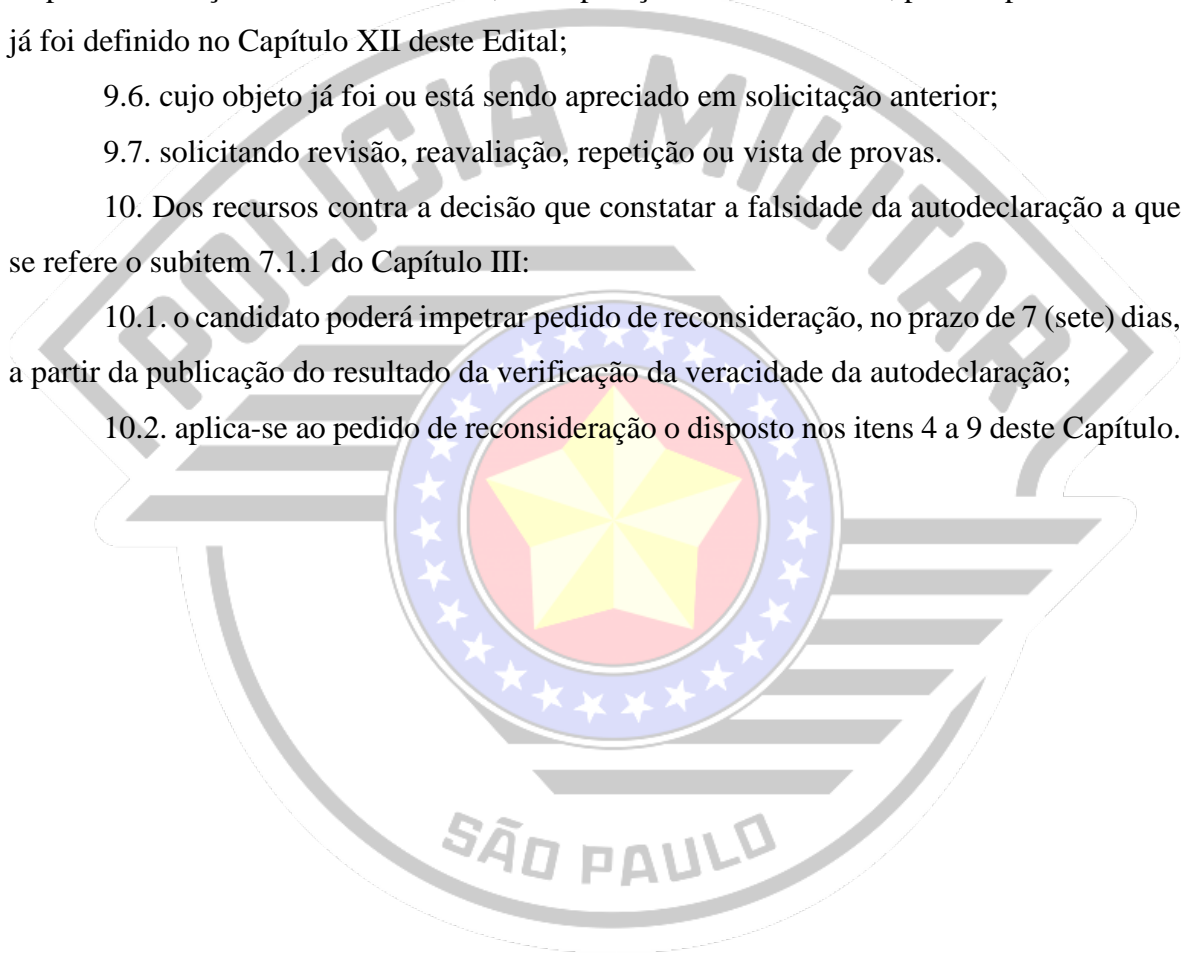 já foi definido no Capítulo XII deste Edital;
9.6. cujo objeto já foi ou está sendo apreciado em solicitação anterior;
9.7. solicitando revisão, reavaliação, repetição ou vista de provas.
10. Dos recursos contra a decisão que constatar a falsidade da autodeclaração a que
se refere o subitem 7.1.1 do Capítulo III:
10.1. o candidato poderá impetrar pedido de reconsideração, no prazo de 7 (sete) dias,
a partir da publicação do resultado da verificação da veracidade da autodeclaração;
10.2. aplica-se ao pedido de reconsideração o disposto nos itens 4 a 9 deste Capítulo.
POLÍCIA MILITAR
SÃO PAULO